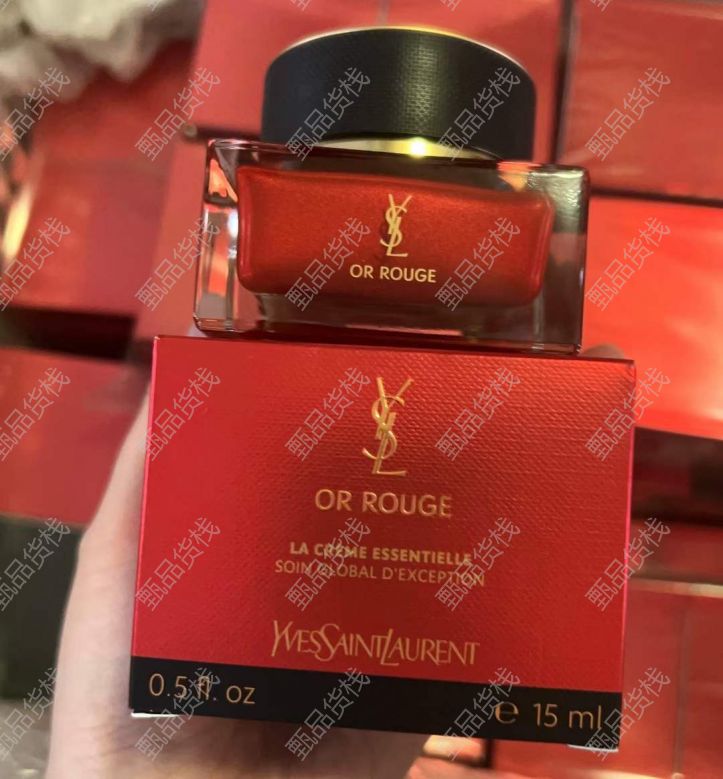 YSL
OR ROUGE
YSL
OR ROUGE
LA CRÈME ESSENTIELLE
SOIN GLOBAL D'EXCEPTION
YVESSAINTLAURENT
0.5 fl. oz
e 15 ml
甄品货栈